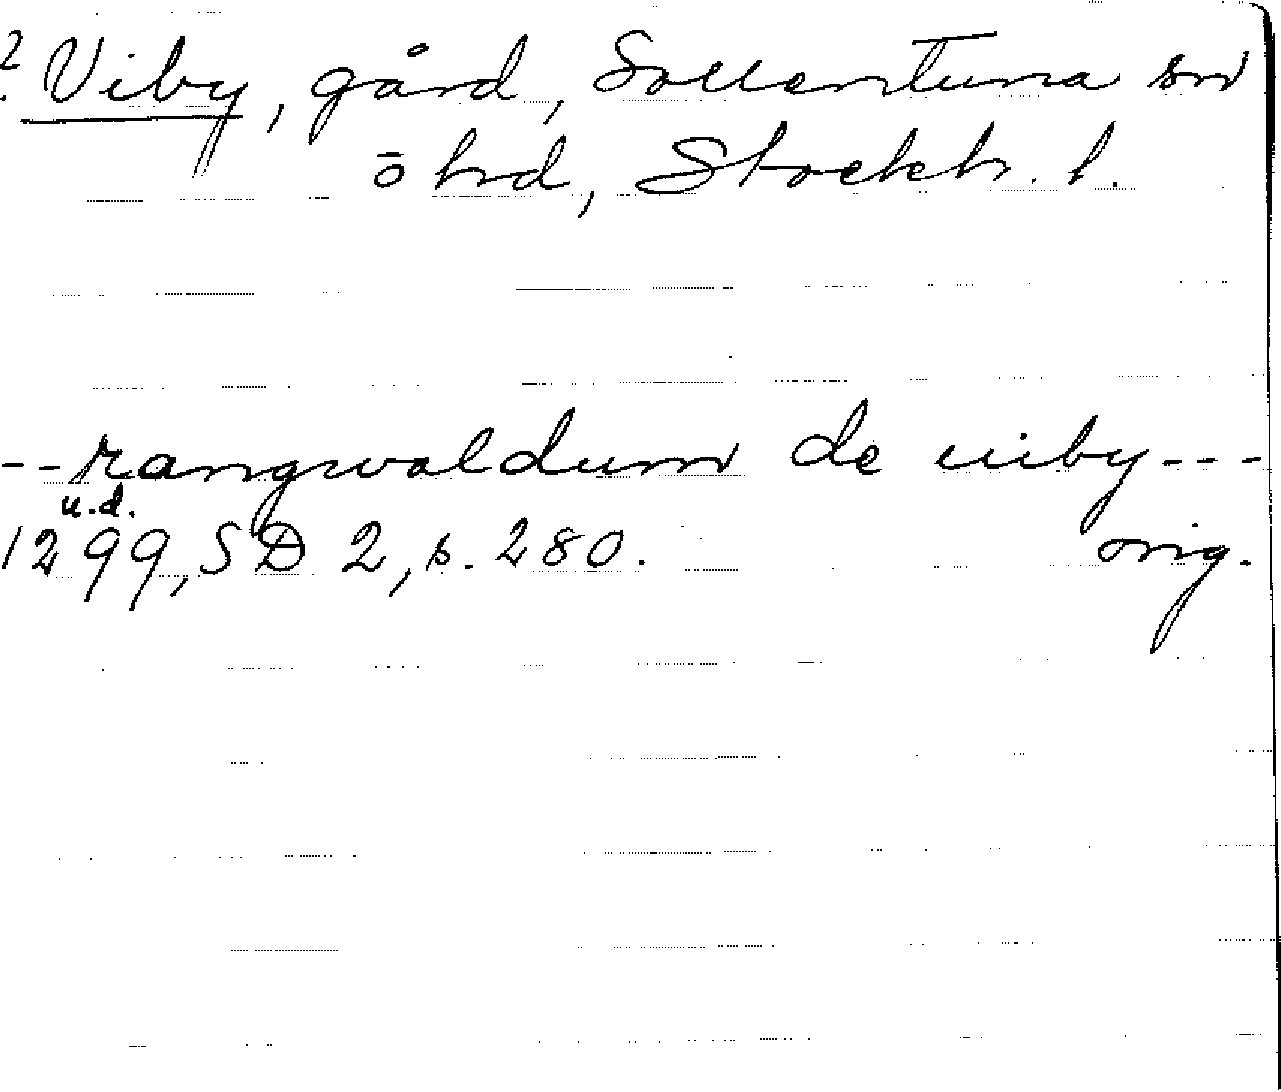 ? Viby, gård, Sollentuna sn
o hd, Stockh. l.
--rangwaldum de uiby---
u.d.
1299, SD 2, s. 280. orig.